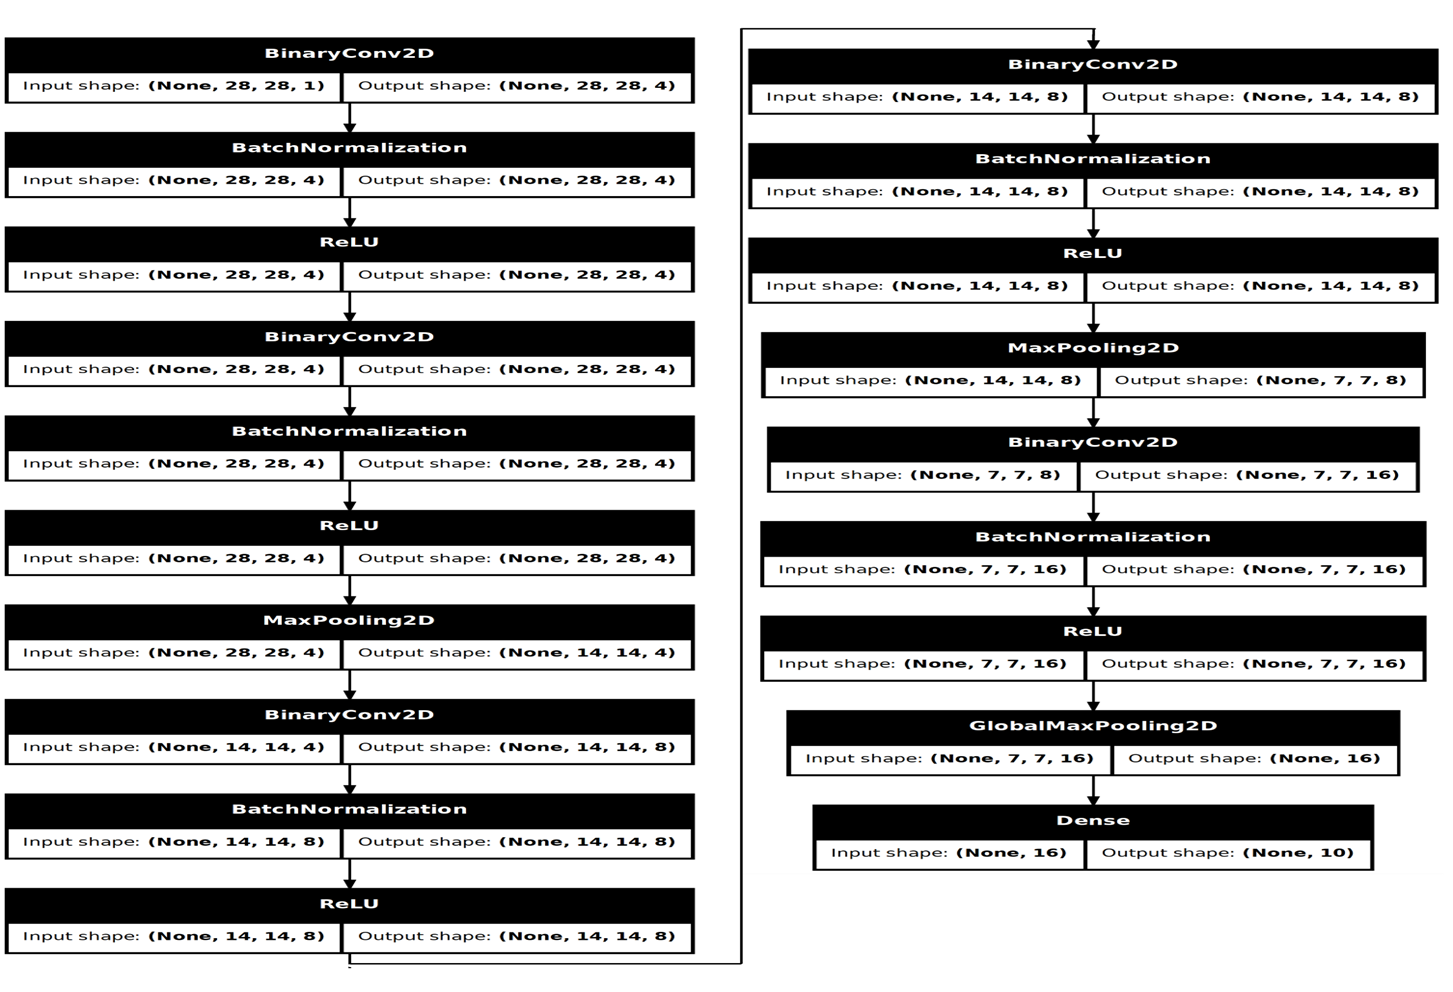 BinaryConv2D
Input shape: (None, 28, 28, 1) Output shape: (None, 28, 28, 4)
BatchNormalization
Input shape: (None, 28, 28, 4) Output shape: (None, 28, 28, 4)
ReLU
Input shape: (None, 28, 28, 4) Output shape: (None, 28, 28, 4)
BinaryConv2D
Input shape: (None, 28, 28, 4) Output shape: (None, 28, 28, 4)
BatchNormalization
Input shape: (None, 28, 28, 4) Output shape: (None, 28, 28, 4)
ReLU
Input shape: (None, 28, 28, 4) Output shape: (None, 28, 28, 4)
MaxPooling2D
Input shape: (None, 28, 28, 4) Output shape: (None, 14, 14, 4)
BinaryConv2D
Input shape: (None, 14, 14, 4) Output shape: (None, 14, 14, 8)
BatchNormalization
Input shape: (None, 14, 14, 8) Output shape: (None, 14, 14, 8)
ReLU
Input shape: (None, 14, 14, 8) Output shape: (None, 14, 14, 8)
BinaryConv2D
Input shape: (None, 14, 14, 8) Output shape: (None, 14, 14, 8)
BatchNormalization
Input shape: (None, 14, 14, 8) Output shape: (None, 14, 14, 8)
ReLU
Input shape: (None, 14, 14, 8) Output shape: (None, 14, 14, 8)
MaxPooling2D
Input shape: (None, 14, 14, 8) Output shape: (None, 7, 7, 8)
BinaryConv2D
Input shape: (None, 7, 7, 8) Output shape: (None, 7, 7, 16)
BatchNormalization
Input shape: (None, 7, 7, 16) Output shape: (None, 7, 7, 16)
ReLU
Input shape: (None, 7, 7, 16) Output shape: (None, 7, 7, 16)
GlobalMaxPooling2D
Input shape: (None, 7, 7, 16) Output shape: (None, 16)
Dense
Input shape: (None, 16) Output shape: (None, 10)